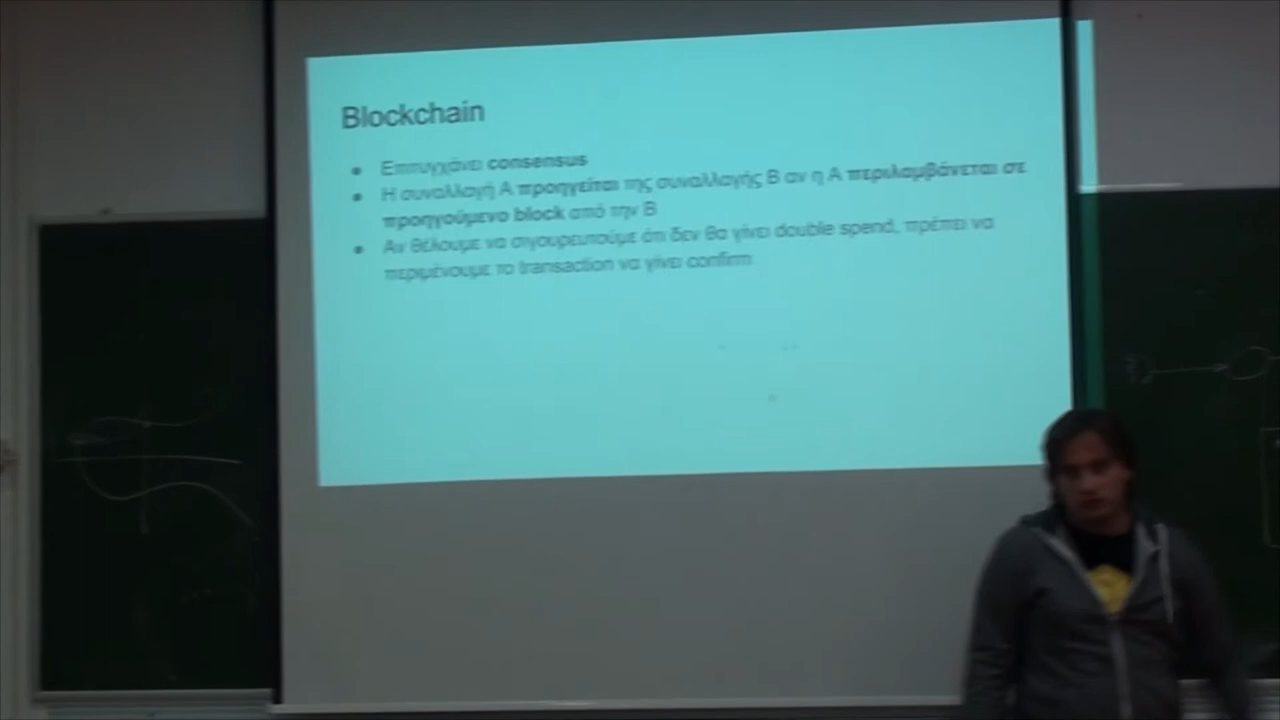 Blockchain
Επιτυγχάνει consensus
Η συναλλαγή Α προηγείται της συναλλαγής Β αν η Α περιλαμβάνεται σε
προηγούμενο block από την Β
Αν θέλουμε να σιγουρευτούμε ότι δεν θα γίνει double spend, πρέπει να
περιμένουμε το transaction να γίνει confirm